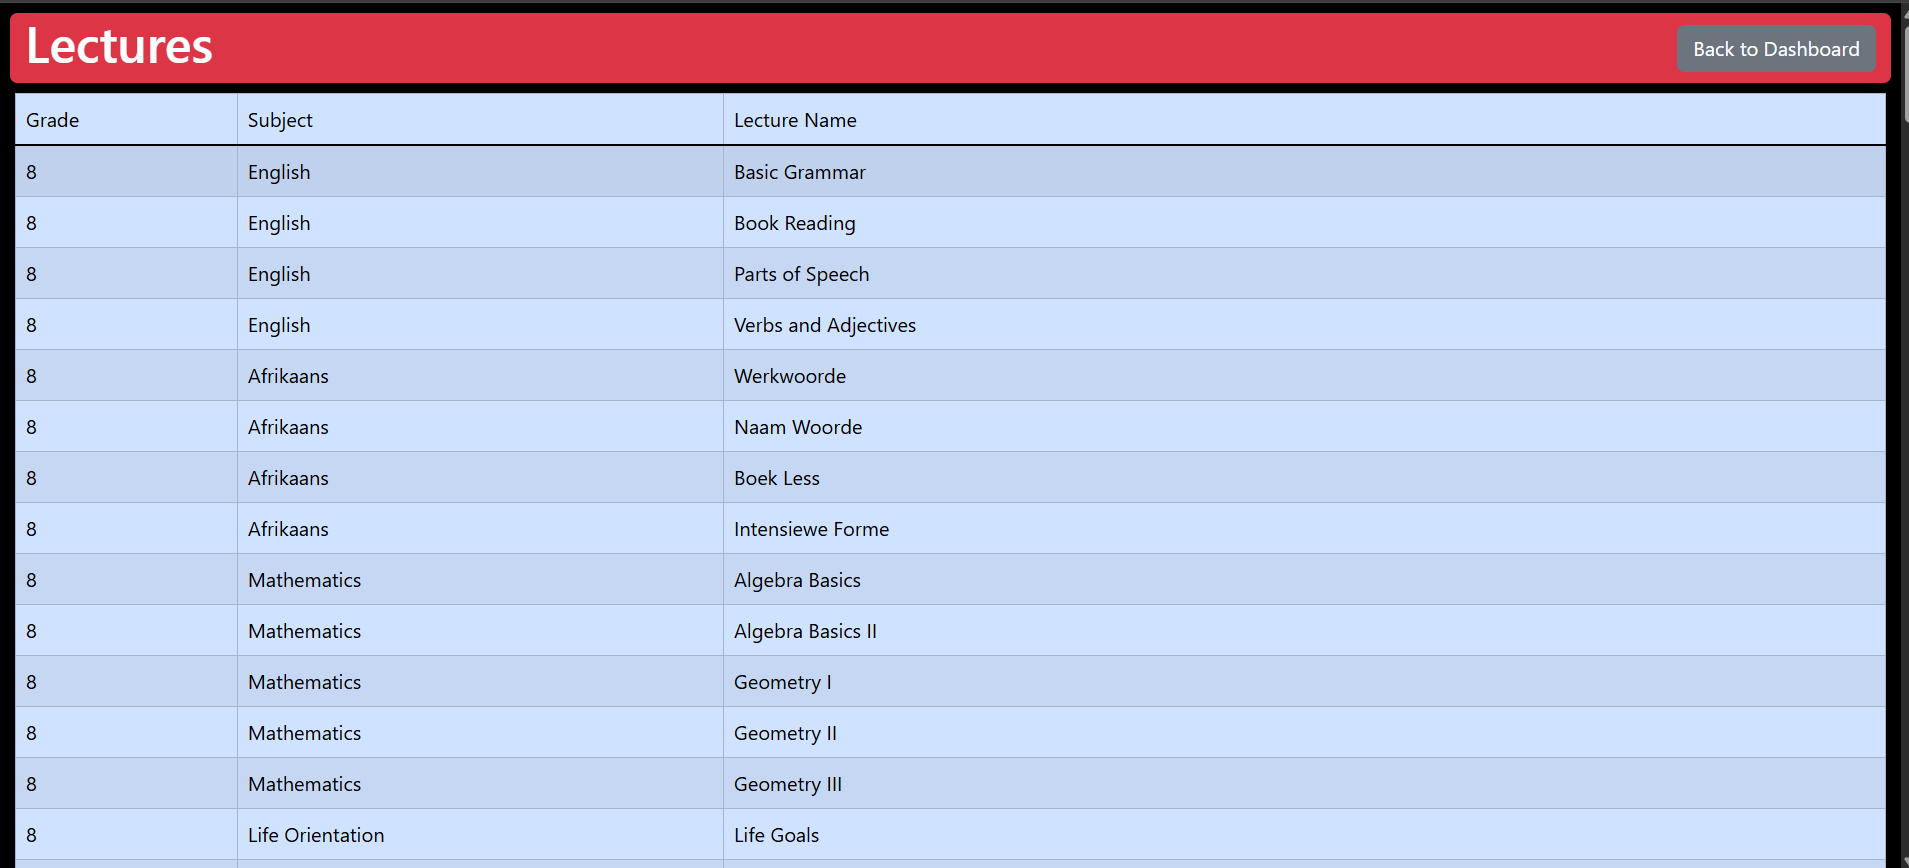 Lectures
Back to Dashboard
Grade Subject Lecture Name
8 English Basic Grammar
8 English Book Reading
8 English Parts of Speech
8 English Verbs and Adjectives
8 Afrikaans Werkwoorde
8 Afrikaans Naam Woorde
8 Afrikaans Boek Less
8 Afrikaans Intensiewe Forme
8 Mathematics Algebra Basics
8 Mathematics Algebra Basics II
8 Mathematics Geometry I
8 Mathematics Geometry II
8 Mathematics Geometry III
8 Life Orientation Life Goals